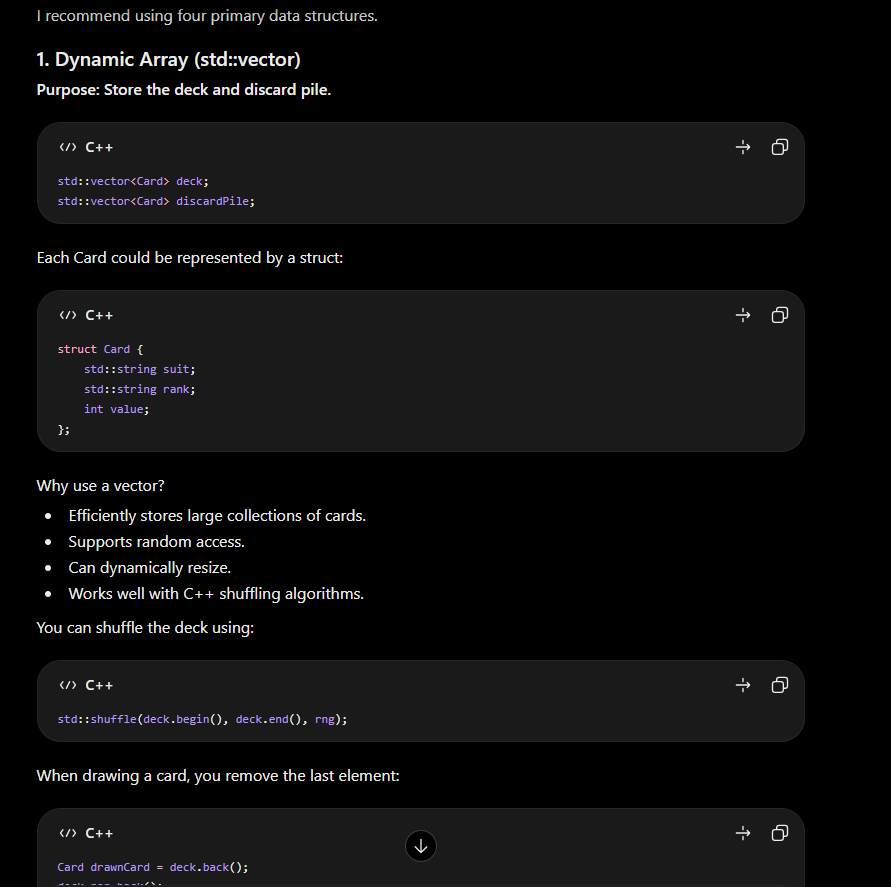 I recommend using four primary data structures.
1. Dynamic Array (std::vector)
Purpose: Store the deck and discard pile.
</> C++
std::vector<Card> deck;
std::vector<Card> discardPile;
Each Card could be represented by a struct:
</> C++
struct Card {
    std::string suit;
    std::string rank;
    int value;
};
Why use a vector?
• Efficiently stores large collections of cards.
• Supports random access.
• Can dynamically resize.
• Works well with C++ shuffling algorithms.
You can shuffle the deck using:
</> C++
std::shuffle(deck.begin(), deck.end(), rng);
When drawing a card, you remove the last element:
</> C++
Card drawnCard = deck.back();